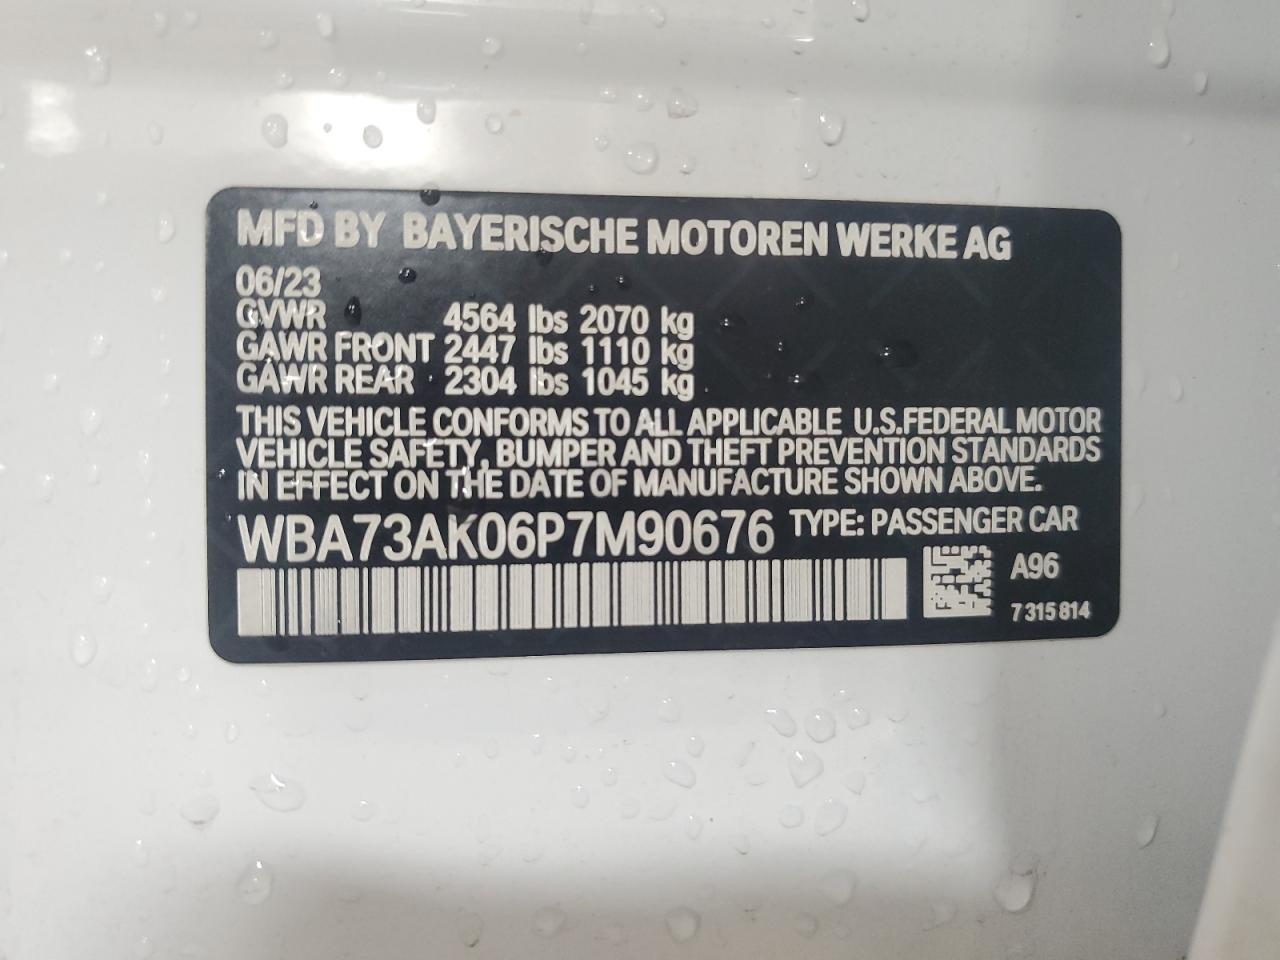 MFD BY BAYERISCHE MOTOREN WERKE AG
06/23
GVWR 4564 lbs 2070 kg
GAWR FRONT 2447 lbs 1110 kg
GAWR REAR 2304 lbs 1045 kg
THIS VEHICLE CONFORMS TO ALL APPLICABLE U.S.FEDERAL MOTOR
VEHICLE SAFETY, BUMPER AND THEFT PREVENTION STANDARDS
IN EFFECT ON THE DATE OF MANUFACTURE SHOWN ABOVE.
WBA73AK06P7M90676 TYPE: PASSENGER CAR
A96
7 315 814